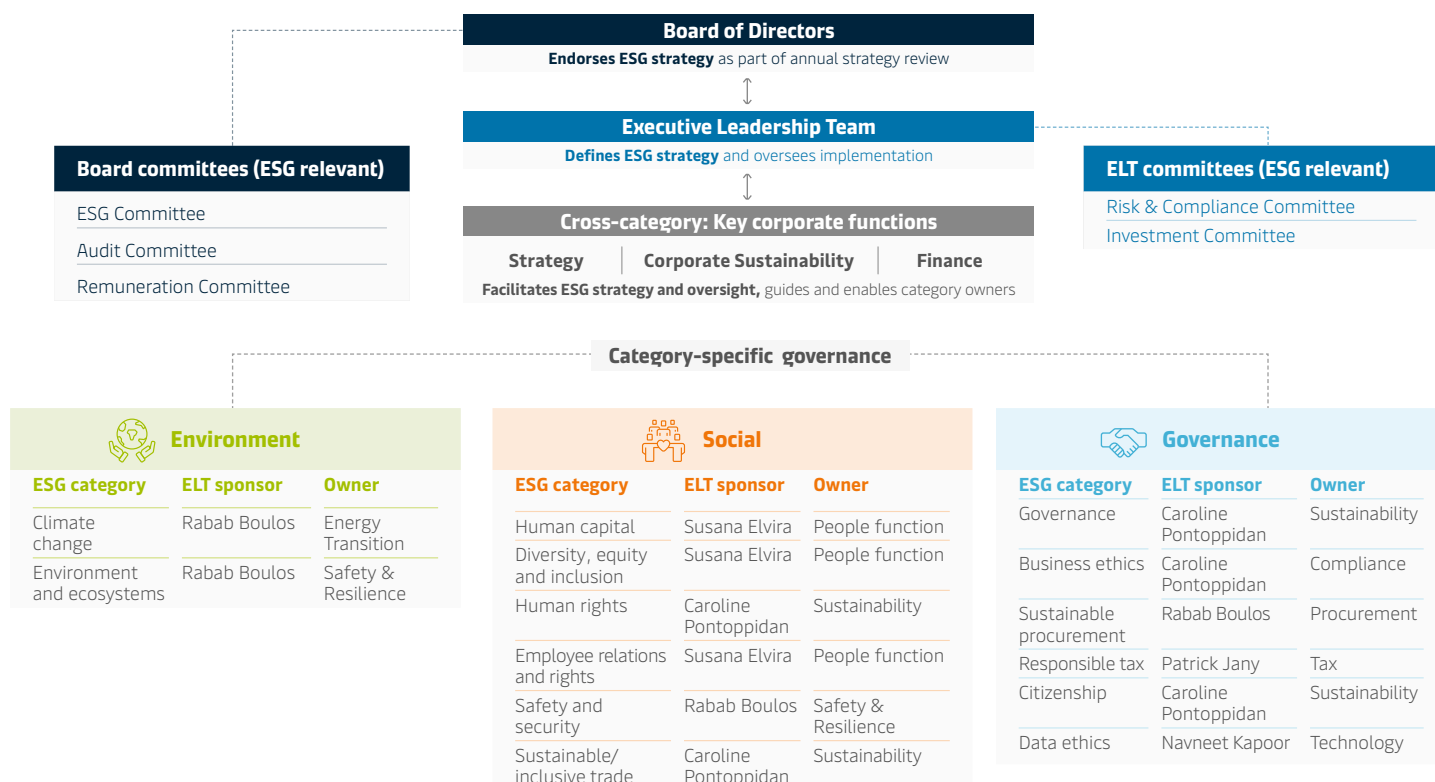 Board of Directors
Endorses ESG strategy as part of annual strategy review
Executive Leadership Team
Defines ESG strategy and oversees implementation
Board committees (ESG relevant)
ESG Committee
Audit Committee
Remuneration Committee
ELT committees (ESG relevant)
Risk & Compliance Committee
Investment Committee
Cross-category: Key corporate functions
Strategy | Corporate Sustainability | Finance
Facilitates ESG strategy and oversight, guides and enables category owners
Category-specific governance
Environment
ESG category ELT sponsor Owner
Climate Rabab Boulos Energy
change Transition
Environment Rabab Boulos Safety &
and ecosystems Resilience
Social
ESG category ELT sponsor Owner
Human capital Susana Elvira People function
Diversity, equity Susana Elvira People function
and inclusion
Human rights Caroline Sustainability
Pontoppidan
Employee relations Susana Elvira People function
and rights
Safety and Rabab Boulos Safety &
security Resilience
Sustainable/ Caroline Sustainability
inclusive trade Pontoppidan
Governance
ESG category ELT sponsor Owner
Governance Caroline Sustainability
Pontoppidan
Business ethics Caroline Compliance
Pontoppidan
Sustainable Rabab Boulos Procurement
procurement
Responsible tax Patrick Jany Tax
Citizenship Caroline Sustainability
Pontoppidan
Data ethics Navneet Kapoor Technology